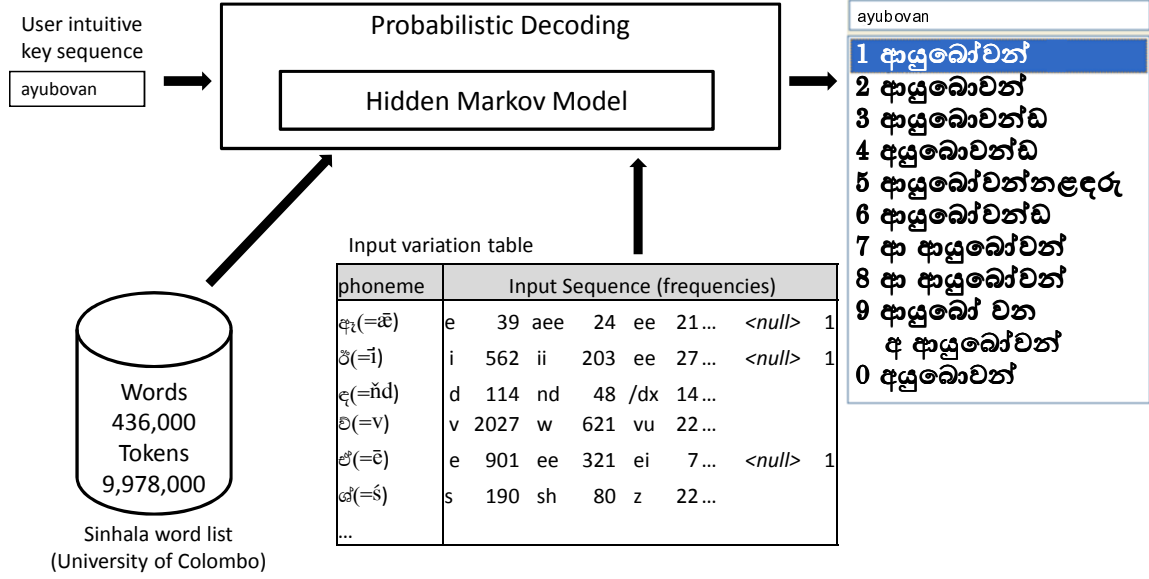 User intuitive
key sequence
ayubovan
Probabilistic Decoding
Hidden Markov Model
ayubovan
1 ආයුබෝවන්
2 ආයුබොවන්
3 ආයුබොවන්ඩ
4 අයුබොවන්ඩ
5 ආයුබෝවන්නළඳරු
6 ආයුබෝවන්ඩ
7 ආ ආයුබෝවන්
8 ආ ආයුබෝවන්
9 ආයුබෝ වන
අ ආයුබෝවන්
0 අයුබොවන්
Words
436,000
Tokens
9,978,000
Sinhala word list
(University of Colombo)
Input variation table
phoneme Input Sequence (frequencies)
ඈ(=ǣ) e 39 aee 24 ee 21... <null> 1
ඊ(=ī) i 562 ii 203 ee 27... <null> 1
ඳ(=ňd) d 114 nd 48 /dx 14...
ව්(=v) v 2027 w 621 vu 22...
ඒ(=ē) e 901 ee 321 ei 7... <null> 1
ශ්(=ś) s 190 sh 80 z 22...
...